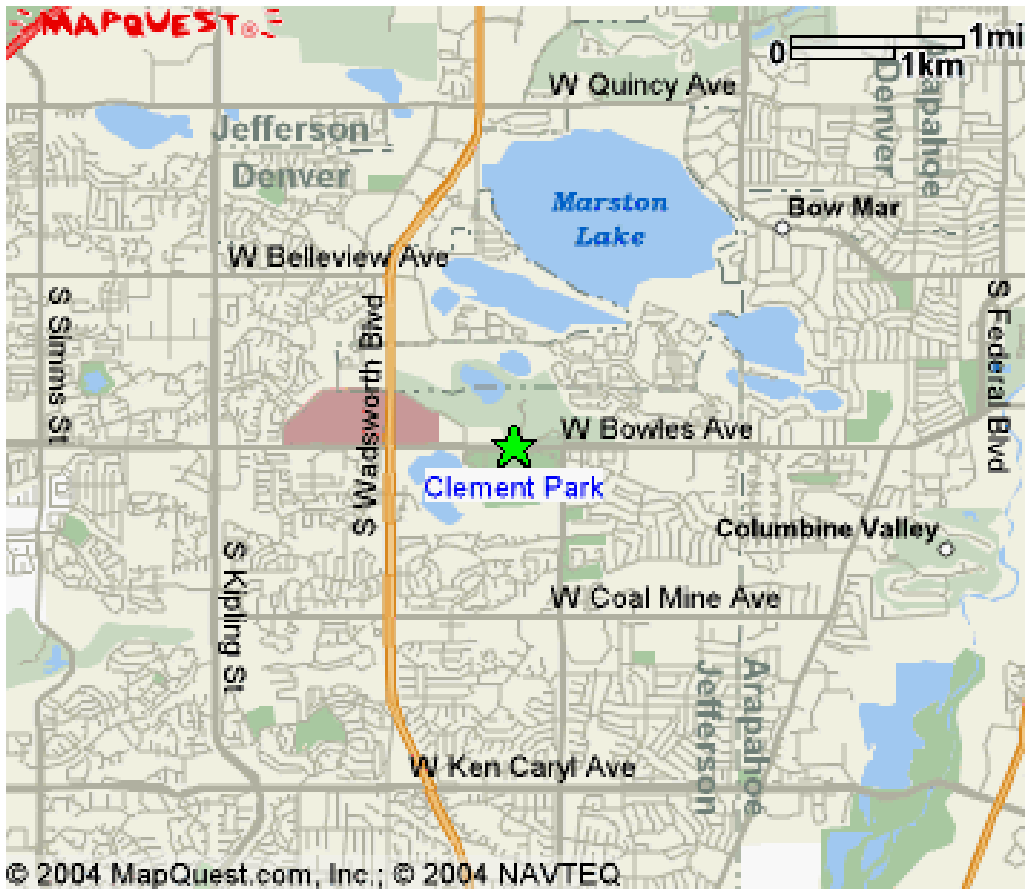 MAPQUEST®
0 1mi
1km
W Quincy Ave
Jefferson
Denver
Denver
Arapahoe
Marston
Lake
Bow Mar
W Belleview Ave
S Simms St
S Wadsworth Blvd
S Federal Blvd
W Bowles Ave
Clement Park
Columbine Valley
S Kipling St
W Coal Mine Ave
Jefferson
Arapahoe
W Ken Caryl Ave
© 2004 MapQuest.com, Inc.; © 2004 NAVTEQ